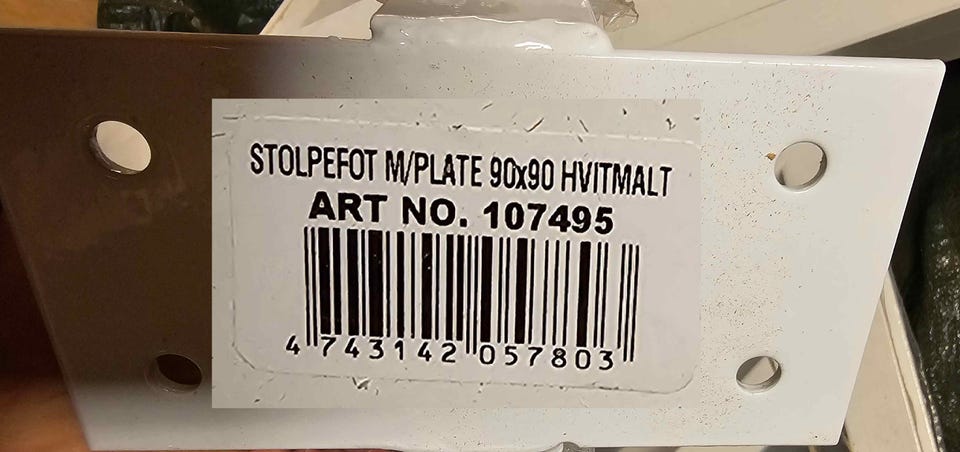 STOLPEFOT M/PLATE 90x90 HVITMALT
ART NO. 107495
4 743142 057803